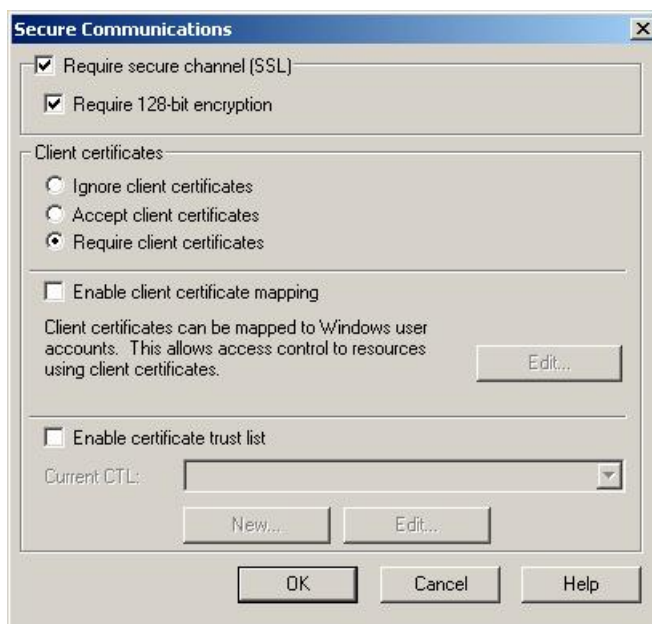 Secure Communications
Require secure channel (SSL)
Require 128-bit encryption
Client certificates
Ignore client certificates
Accept client certificates
Require client certificates
Enable client certificate mapping
Client certificates can be mapped to Windows user
accounts. This allows access control to resources
using client certificates.
Edit...
Enable certificate trust list
Current CTL:
New...
Edit...
OK
Cancel
Help